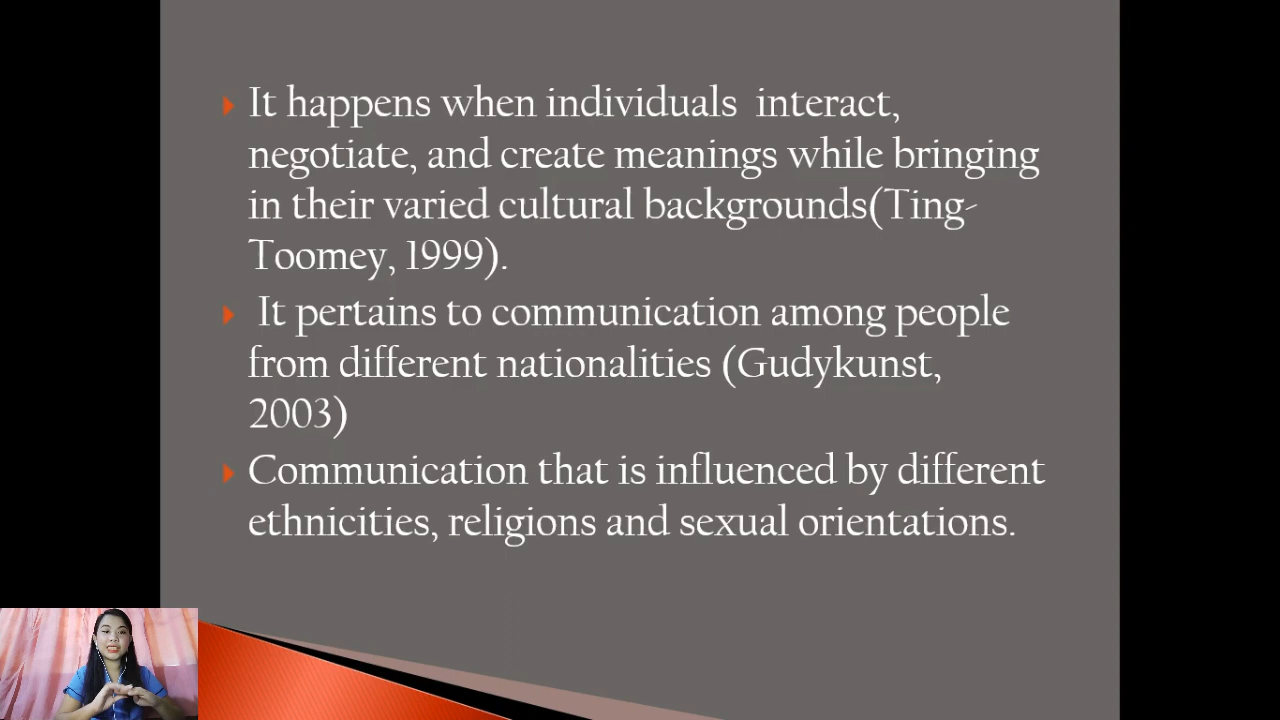 It happens when individuals  interact,
negotiate, and create meanings while bringing
in their varied cultural backgrounds(Ting-
Toomey, 1999).
It pertains to communication among people
from different nationalities (Gudykunst,
2003)
Communication that is influenced by different
ethnicities, religions and sexual orientations.